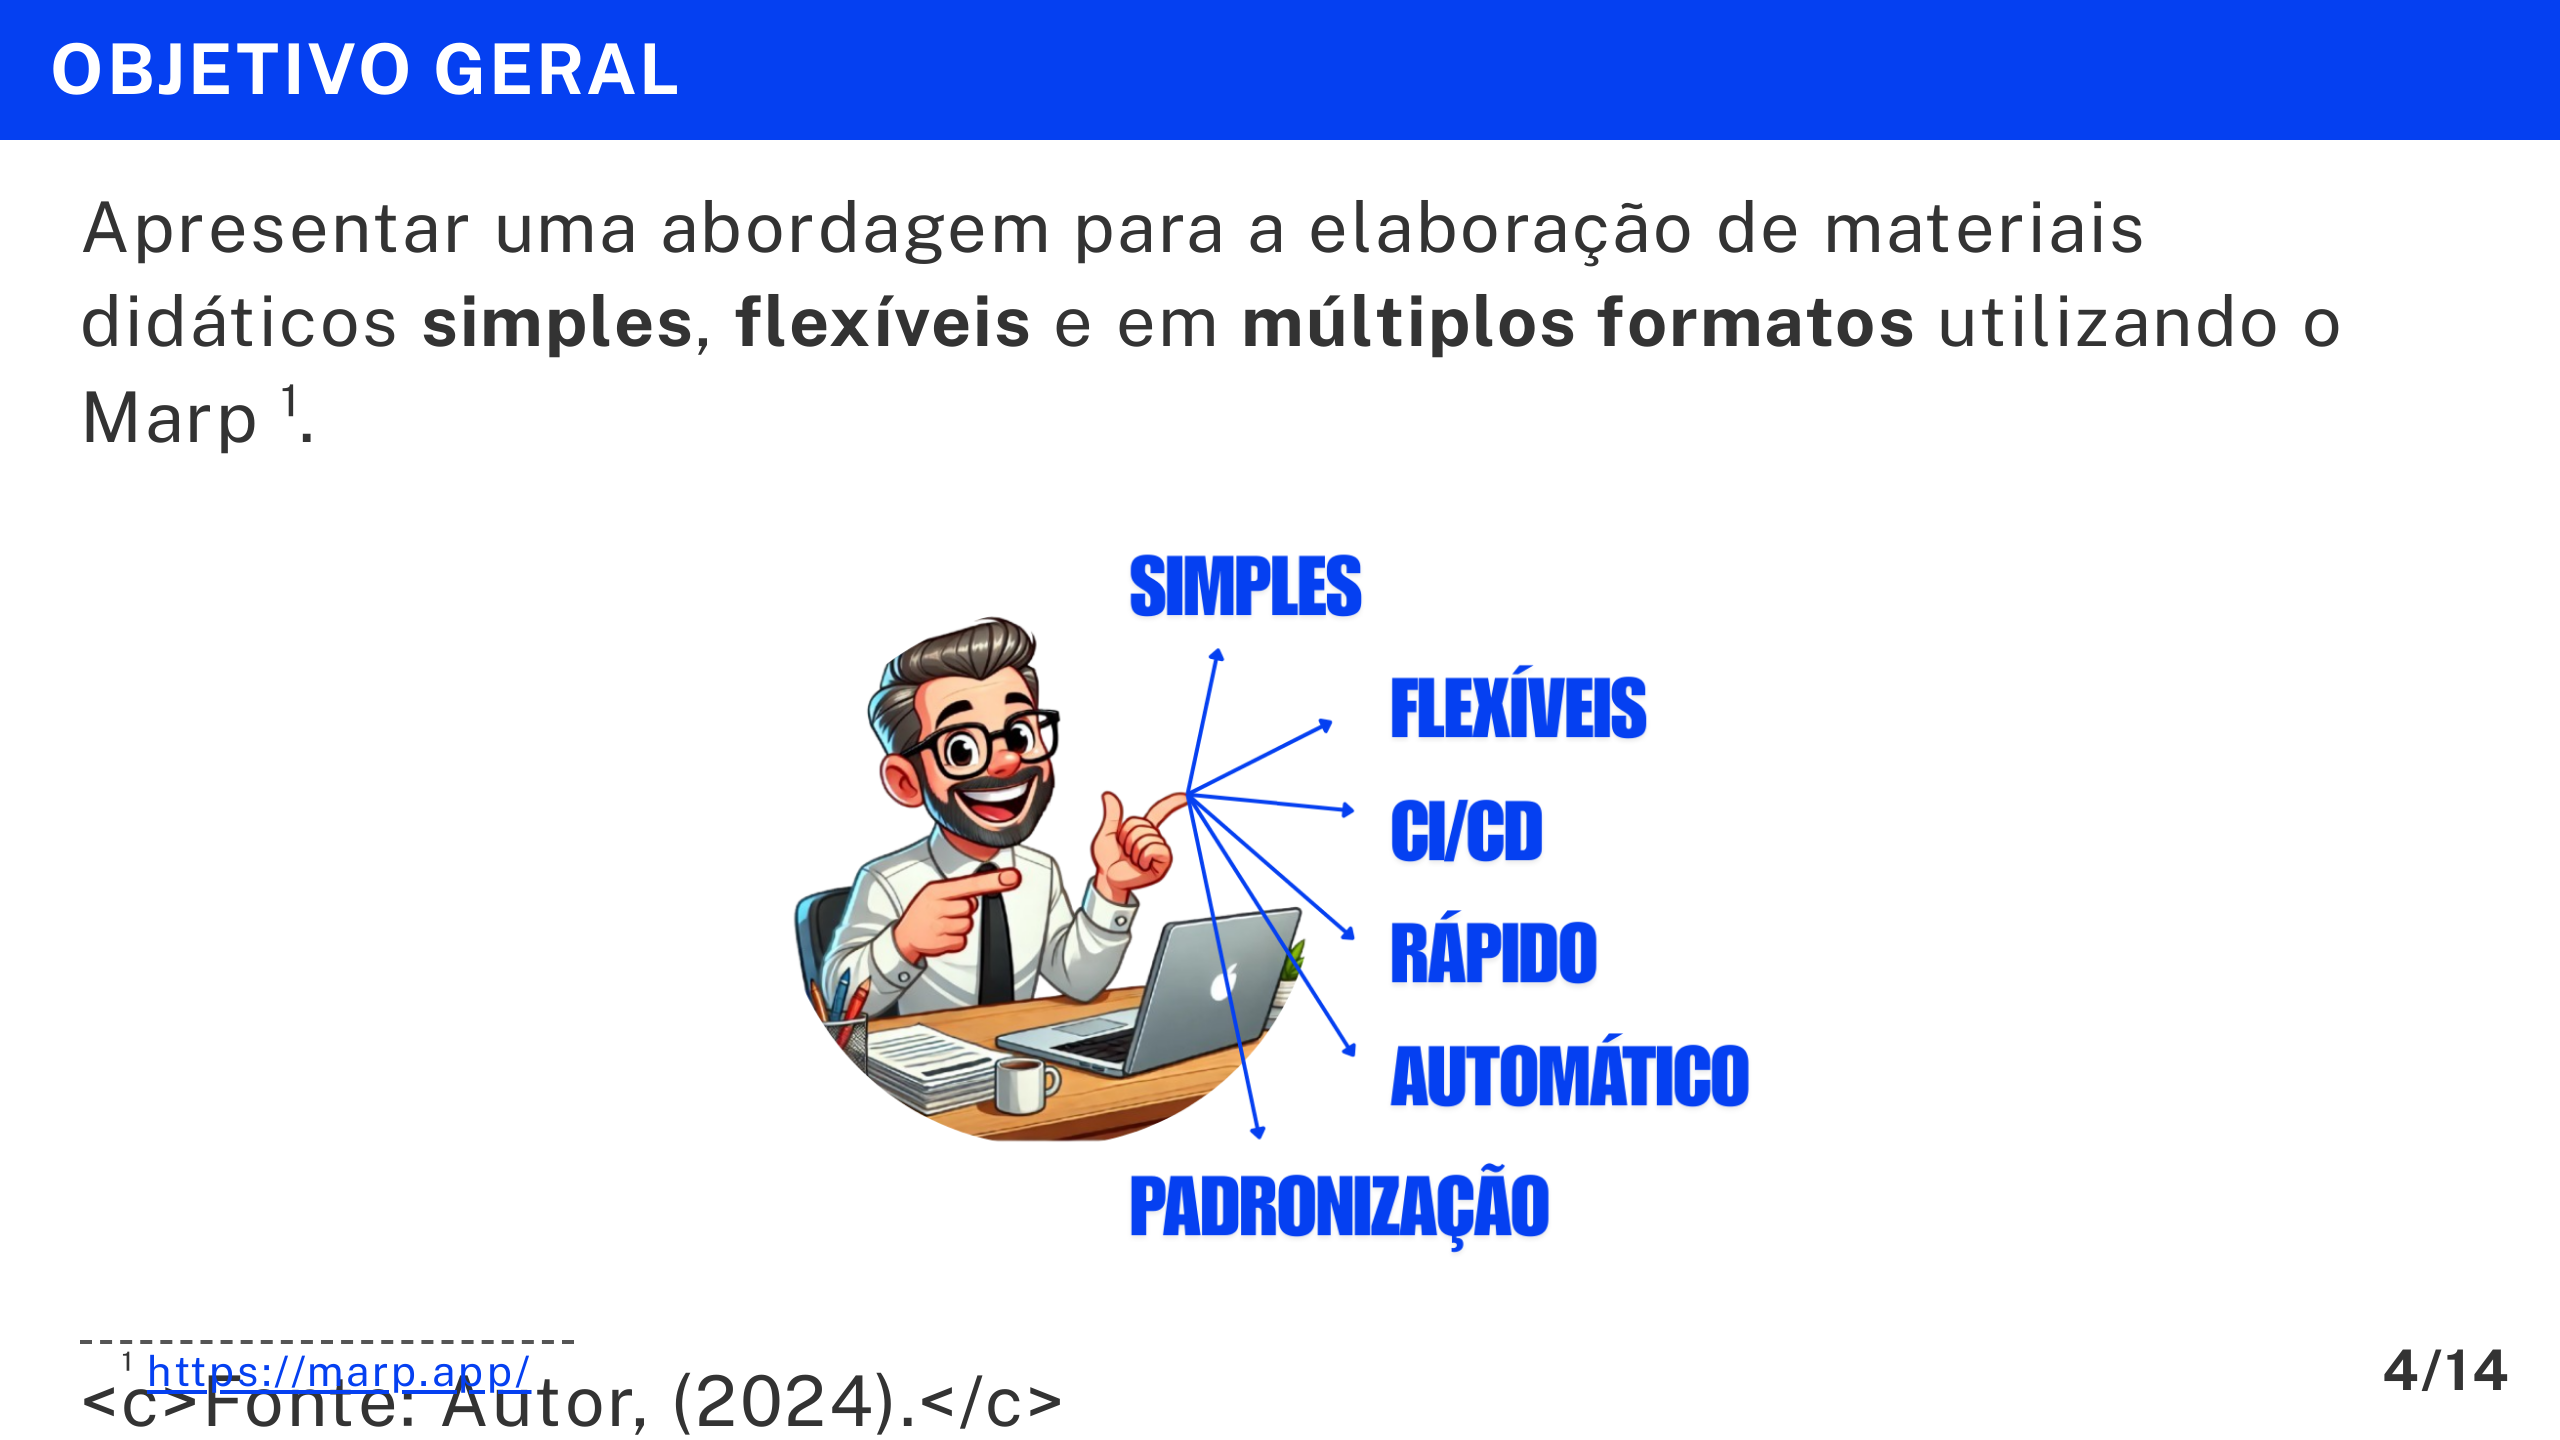 OBJETIVO GERAL
Apresentar uma abordagem para a elaboração de materiais
didáticos simples, flexíveis e em múltiplos formatos utilizando o
Marp ¹.
SIMPLES
FLEXÍVEIS
CI/CD
RÁPIDO
AUTOMÁTICO
PADRONIZAÇÃO
¹ https://marp.app/
<c>Fonte: Autor, (2024).</c>
4/14